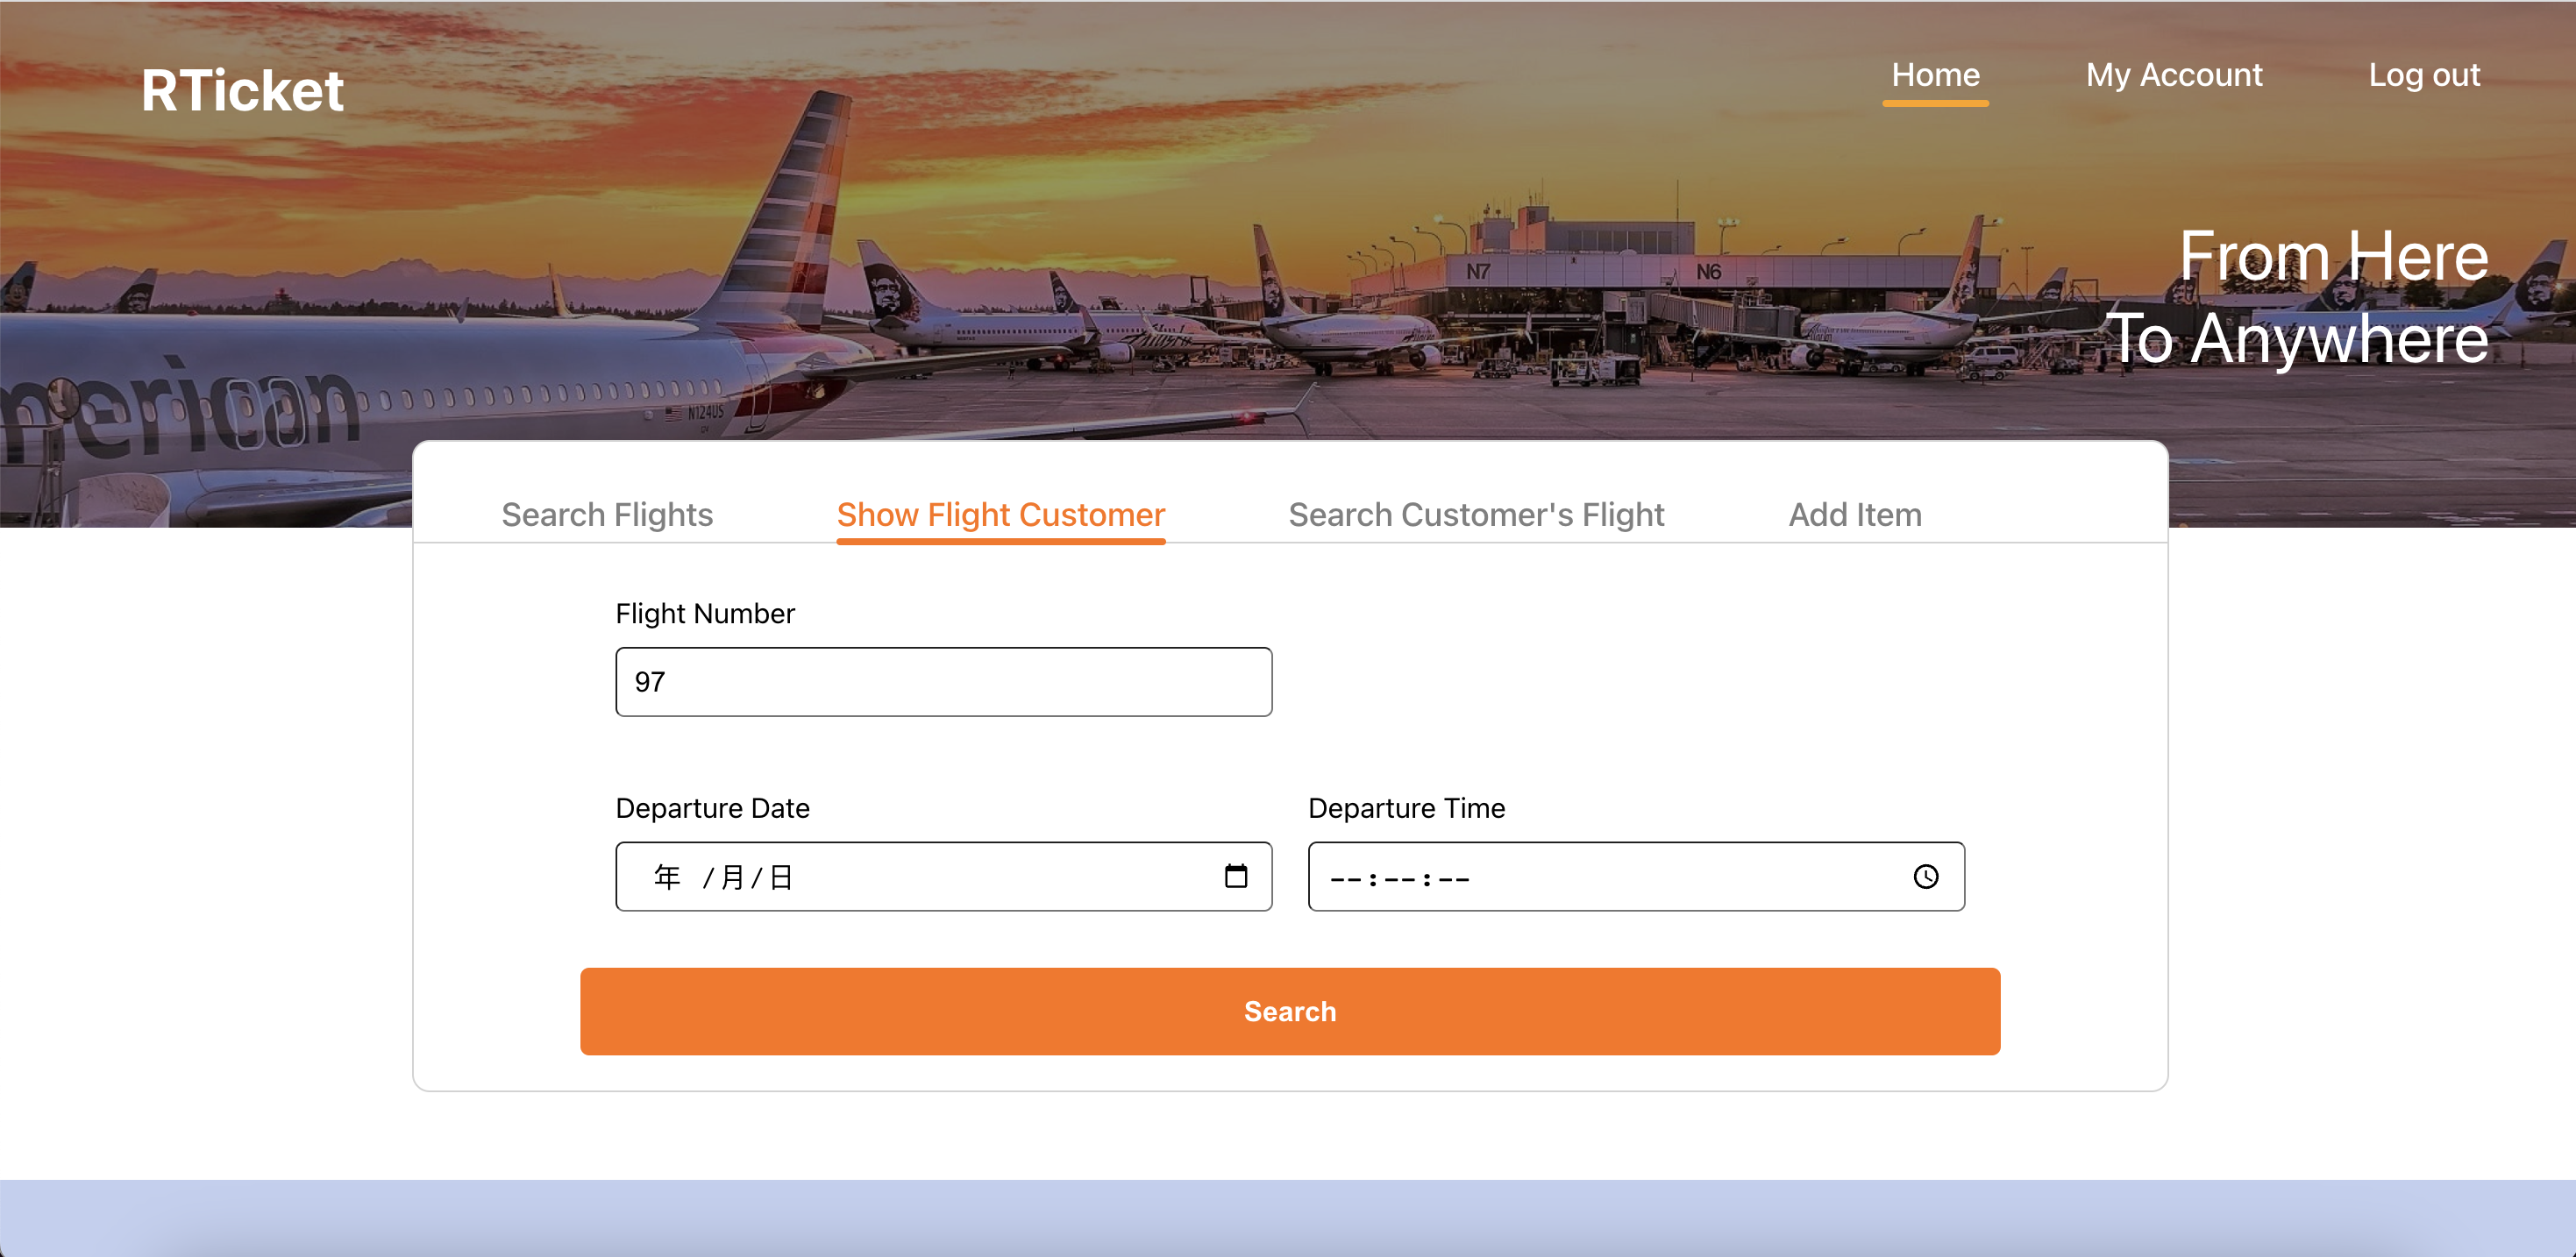 RTicket
Home My Account Log out
From Here
To Anywhere
N7 N6
merican
N124US
Search Flights Show Flight Customer Search Customer's Flight Add Item
Flight Number
97
Departure Date Departure Time
年 /月/日 --:--:--
Search